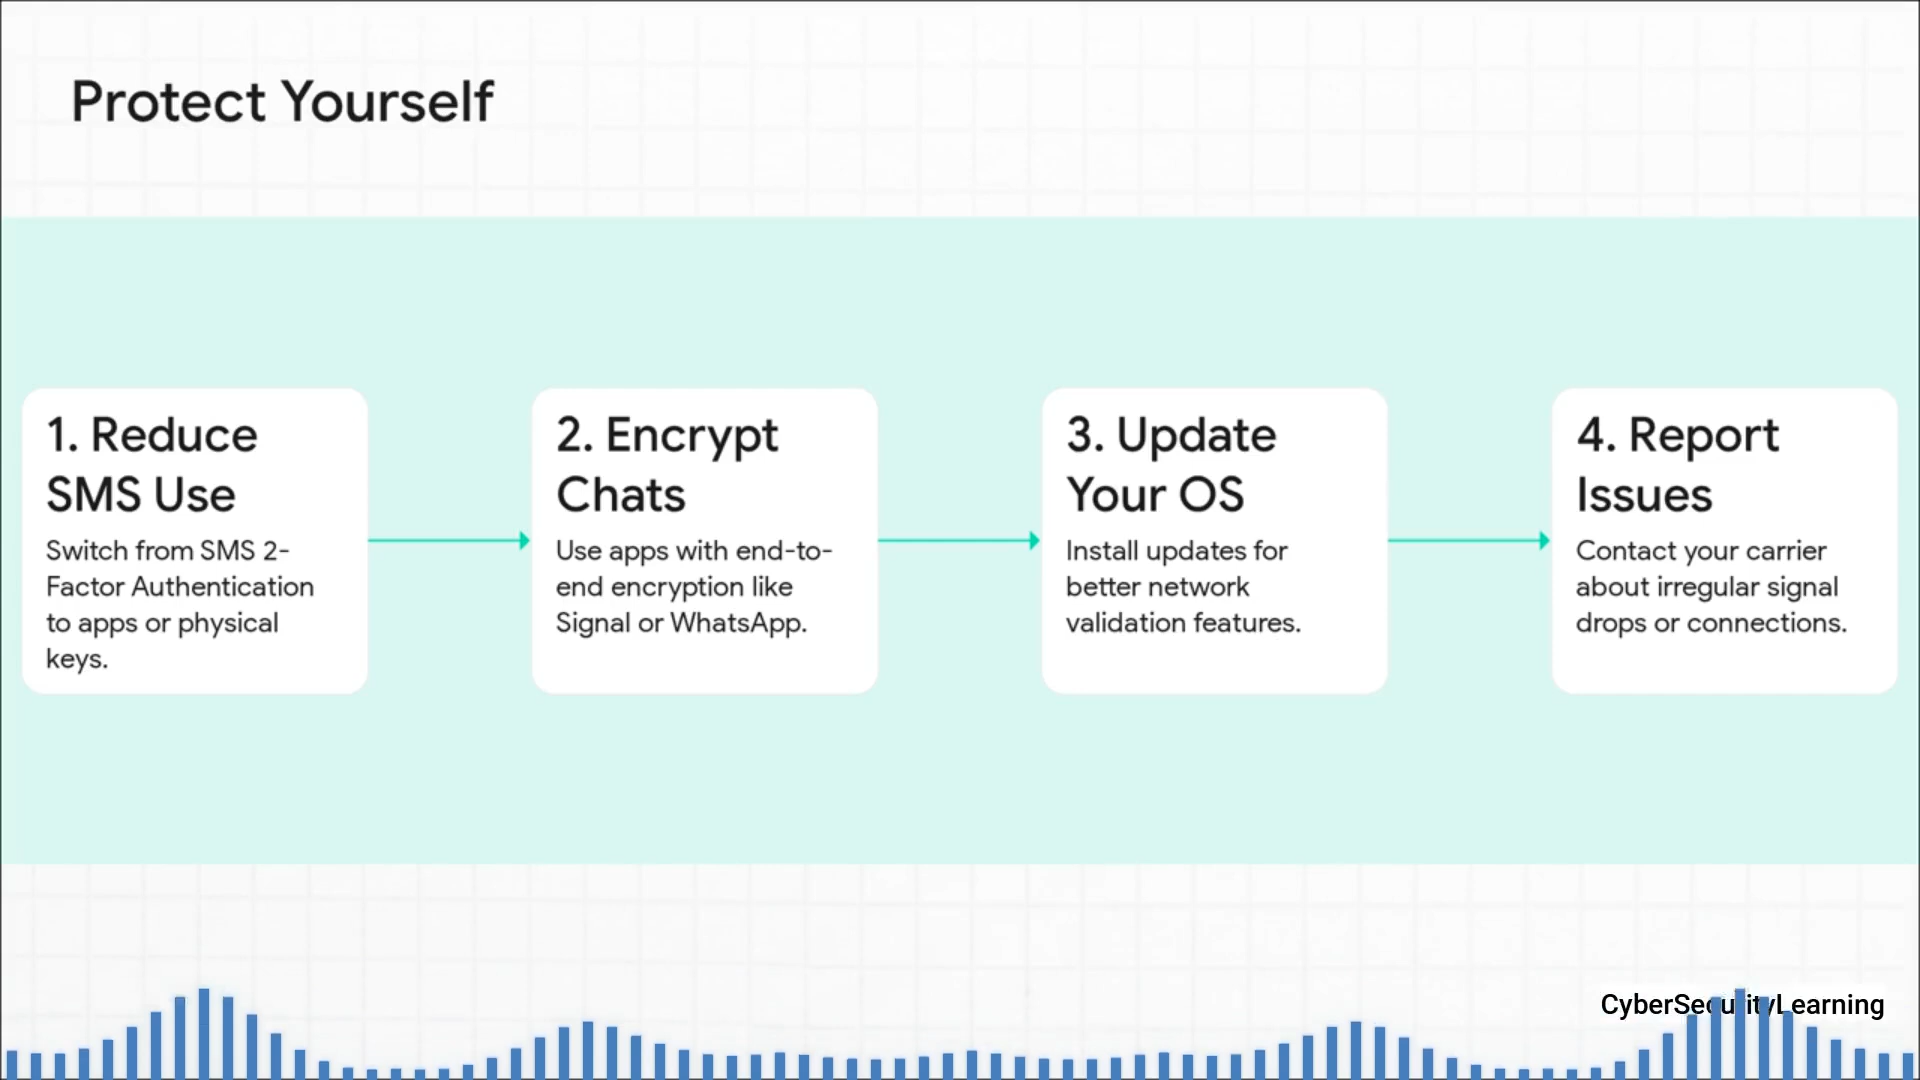 Protect Yourself
1. Reduce
SMS Use
Switch from SMS 2-
Factor Authentication
to apps or physical
keys.
2. Encrypt
Chats
Use apps with end-to-
end encryption like
Signal or WhatsApp.
3. Update
Your OS
Install updates for
better network
validation features.
4. Report
Issues
Contact your carrier
about irregular signal
drops or connections.
CyberSecurityLearning